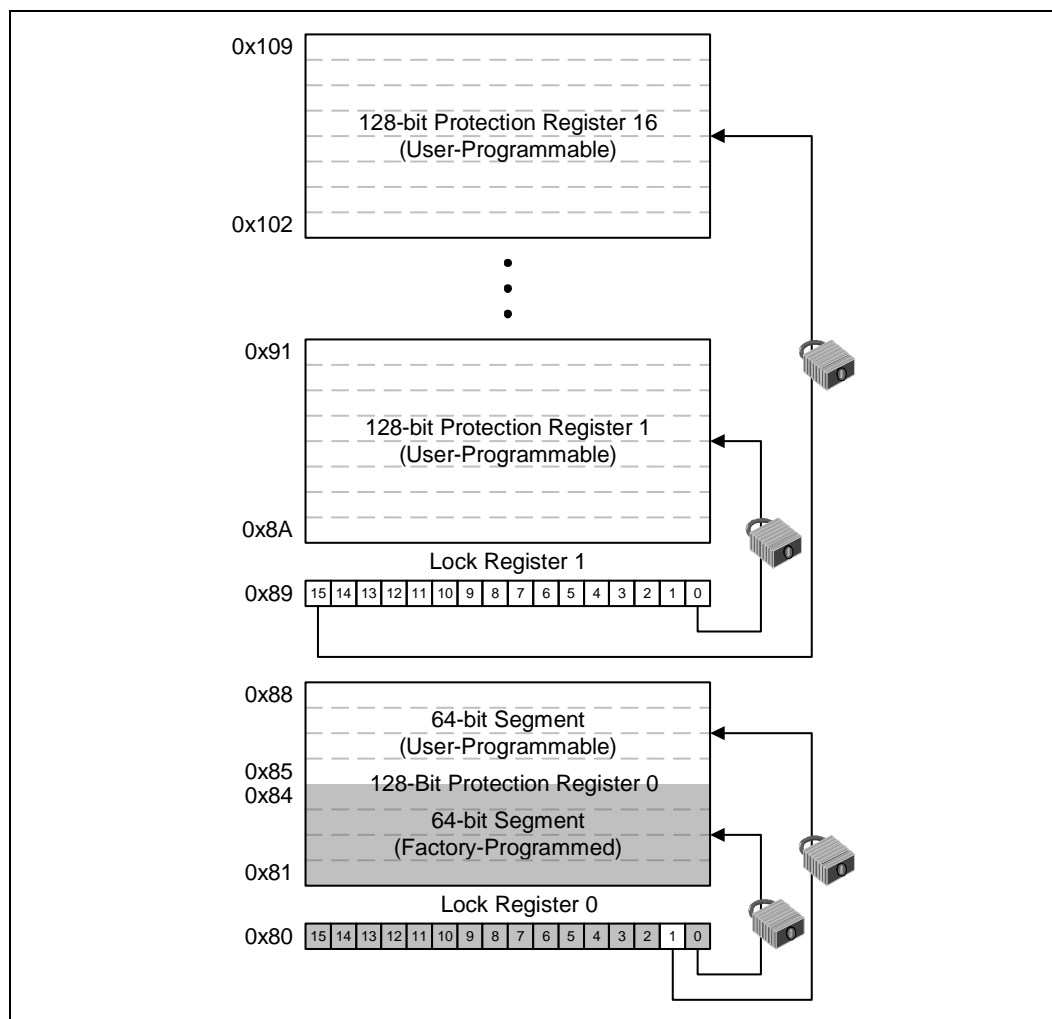 0x109
128-bit Protection Register 16
(User-Programmable)
0x102
0x91
128-bit Protection Register 1
(User-Programmable)
0x8A
Lock Register 1
0x89 15 14 13 12 11 10 9 8 7 6 5 4 3 2 1 0
0x88
64-bit Segment
(User-Programmable)
0x85
128-Bit Protection Register 0
0x84
64-bit Segment
(Factory-Programmed)
0x81
Lock Register 0
0x80 15 14 13 12 11 10 9 8 7 6 5 4 3 2 1 0